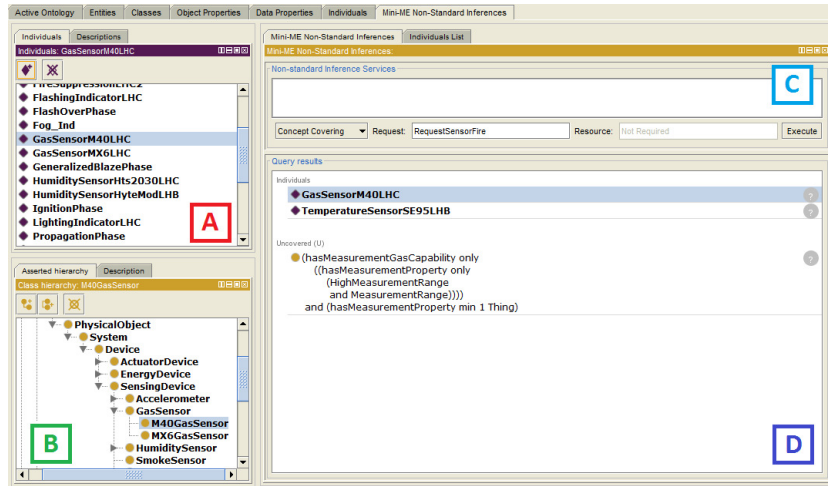 Active Ontology Entities Classes Object Properties Data Properties Individuals Mini-ME Non-Standard Inferences
Individuals Descriptions
Individuals: GasSensorM40LHC
FireSuppressionLHC2
FlashingIndicatorLHC
FlashOverPhase
Fog_Ind
GasSensorM40LHC
GasSensorMX6LHC
GeneralizedBlazePhase
HumiditySensorHts2030LHC
HumiditySensorHyteModLHB
IgnitionPhase
LightingIndicatorLHC
PropagationPhase
A
Asserted hierarchy Description
Class hierarchy: M40GasSensor
PhysicalObject
System
Device
ActuatorDevice
EnergyDevice
SensingDevice
Accelerometer
GasSensor
M40GasSensor
MX6GasSensor
HumiditySensor
SmokeSensor
B
Mini-ME Non-Standard Inferences Individuals List
Mini-ME Non-Standard Inferences:
Non-standard Inference Services
C
Concept Covering Request: RequestSensorFire Resource: Not Required Execute
Query results
Individuals
GasSensorM40LHC ?
TemperatureSensorSE95LHB ?
Uncovered (U)
(hasMeasurementGasCapability only ?
((hasMeasurementProperty only
(HighMeasurementRange
and MeasurementRange))))
and (hasMeasurementProperty min 1 Thing)
D